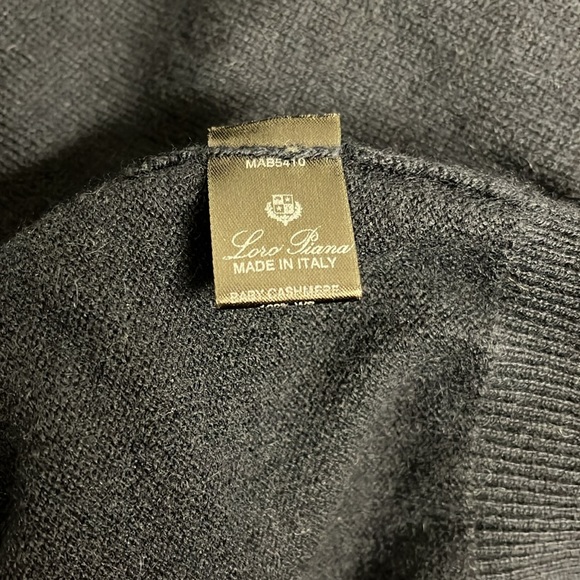 MAB5410
Loro Piana
MADE IN ITALY
BABY CASHMERE